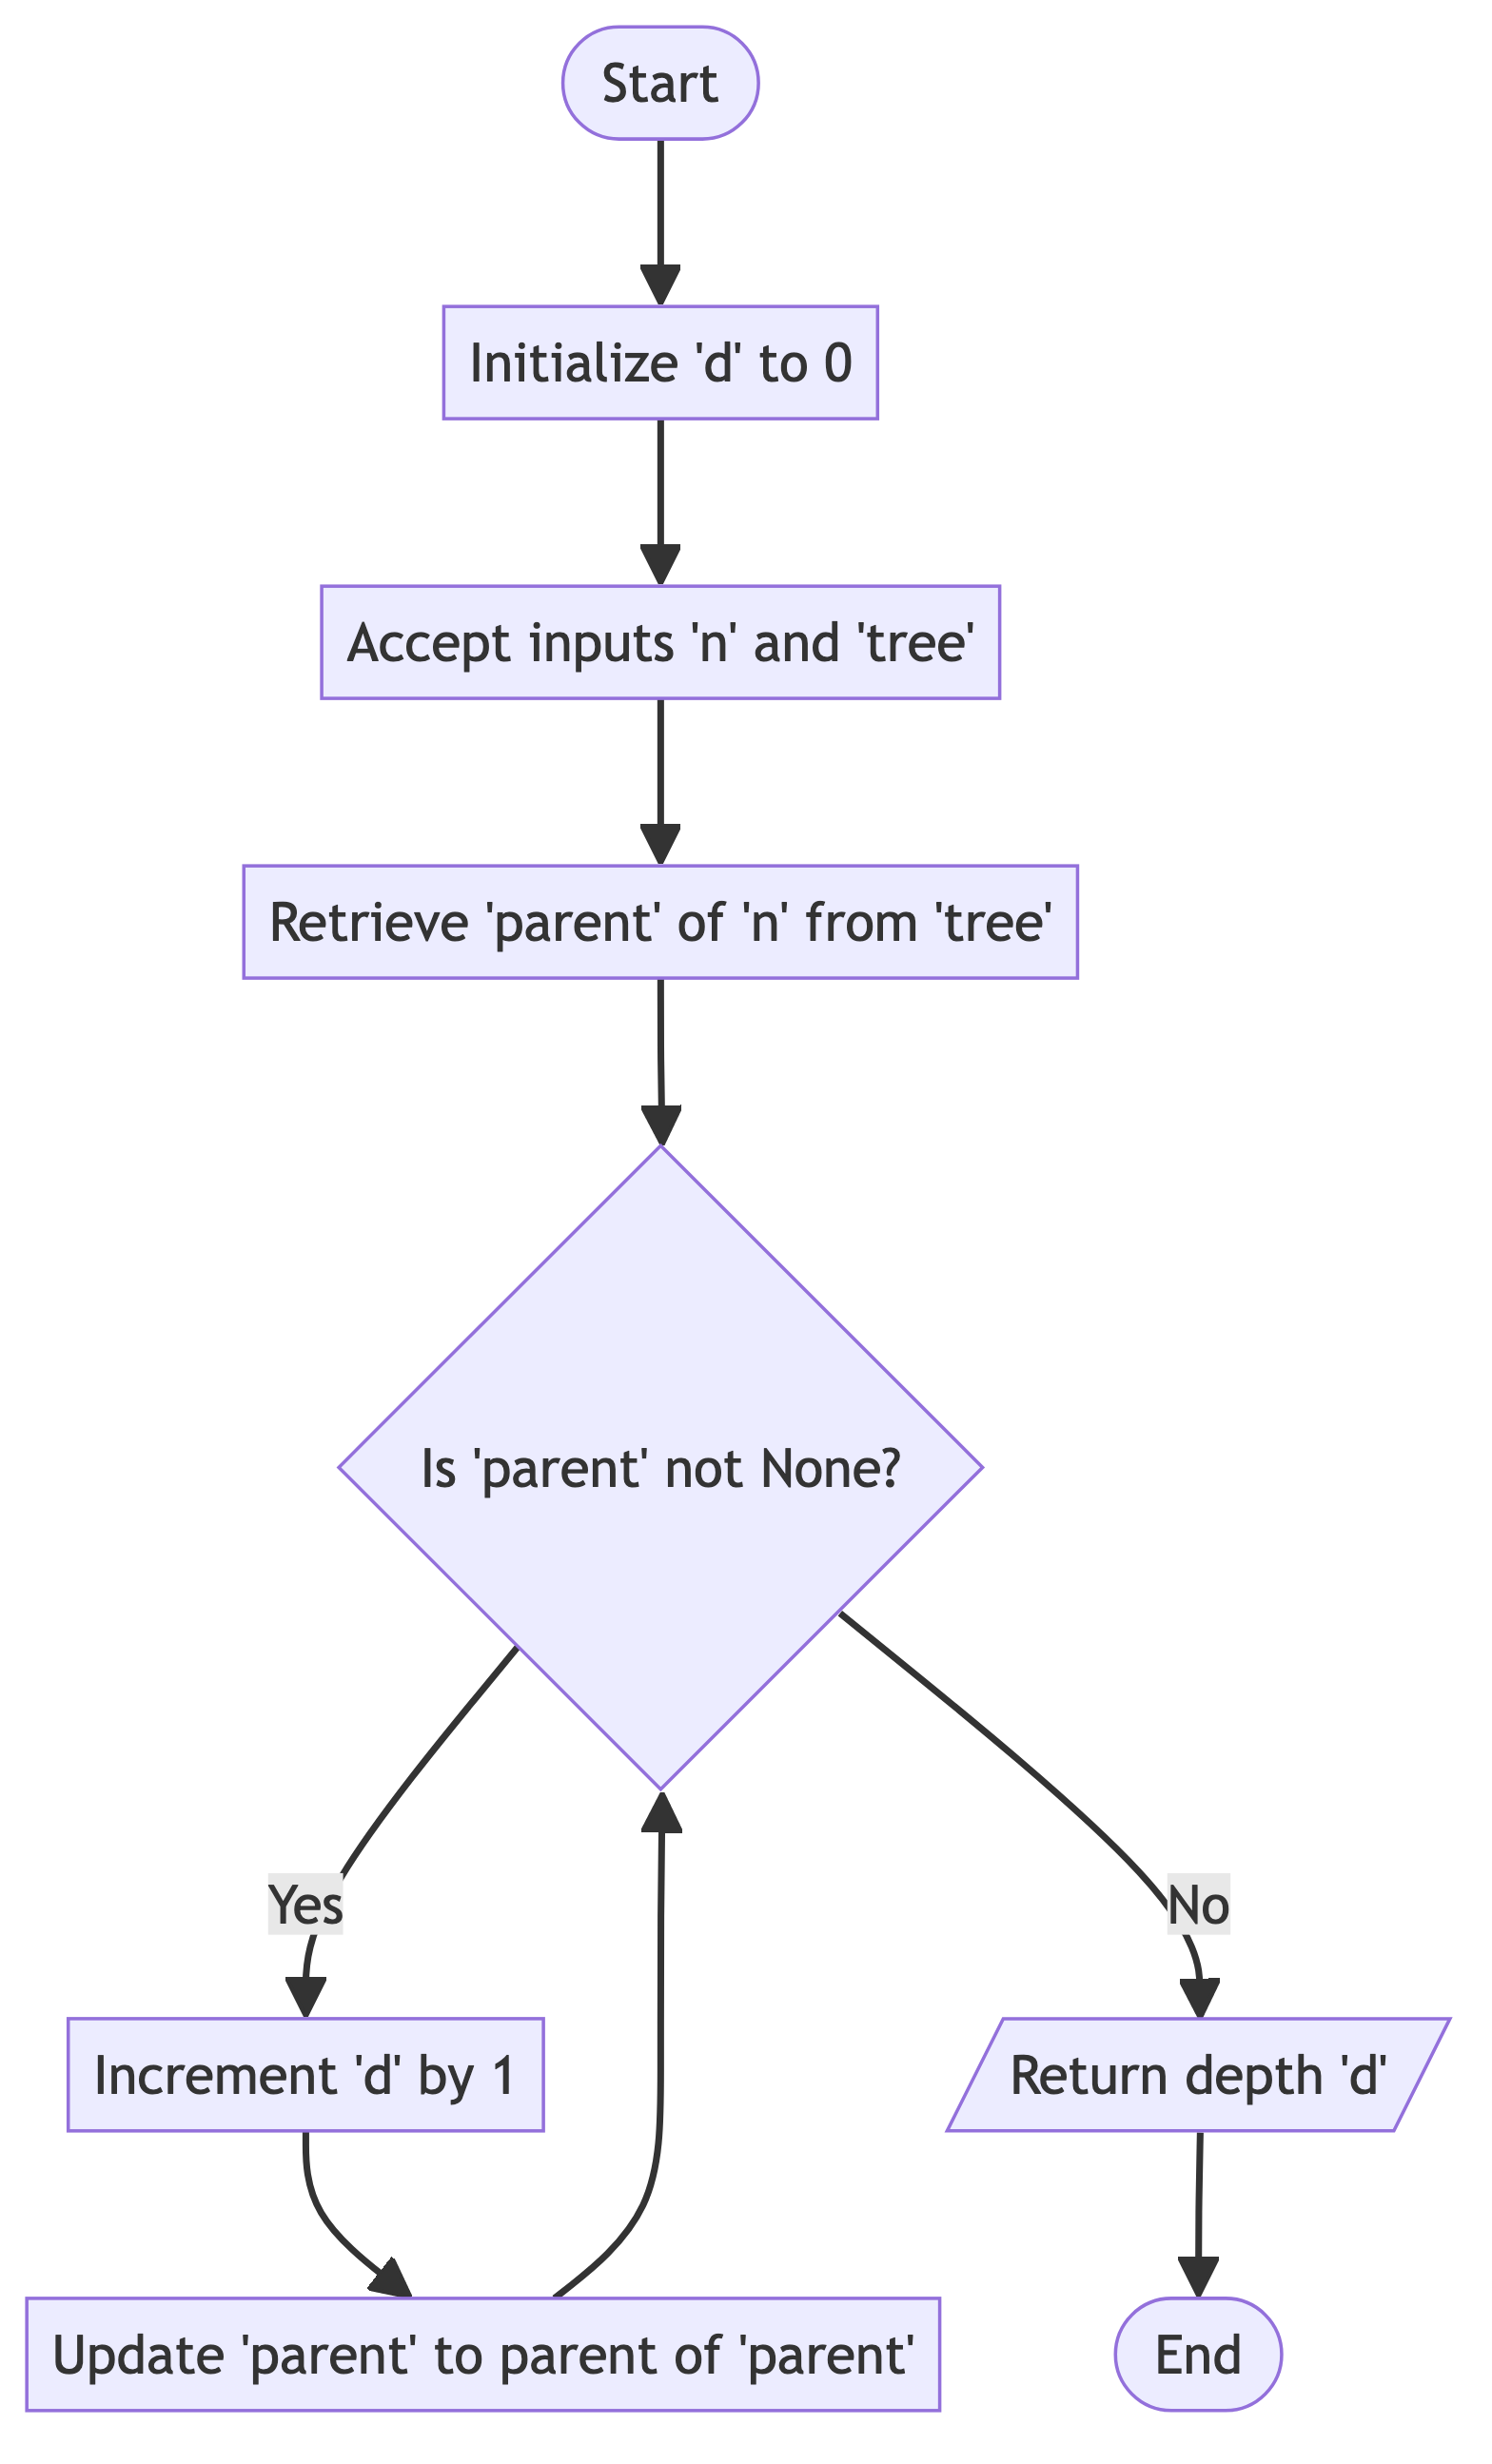 Start
Initialize 'd' to 0
Accept inputs 'n' and 'tree'
Retrieve 'parent' of 'n' from 'tree'
Is 'parent' not None?
Yes
No
Increment 'd' by 1
Return depth 'd'
Update 'parent' to parent of 'parent'
End